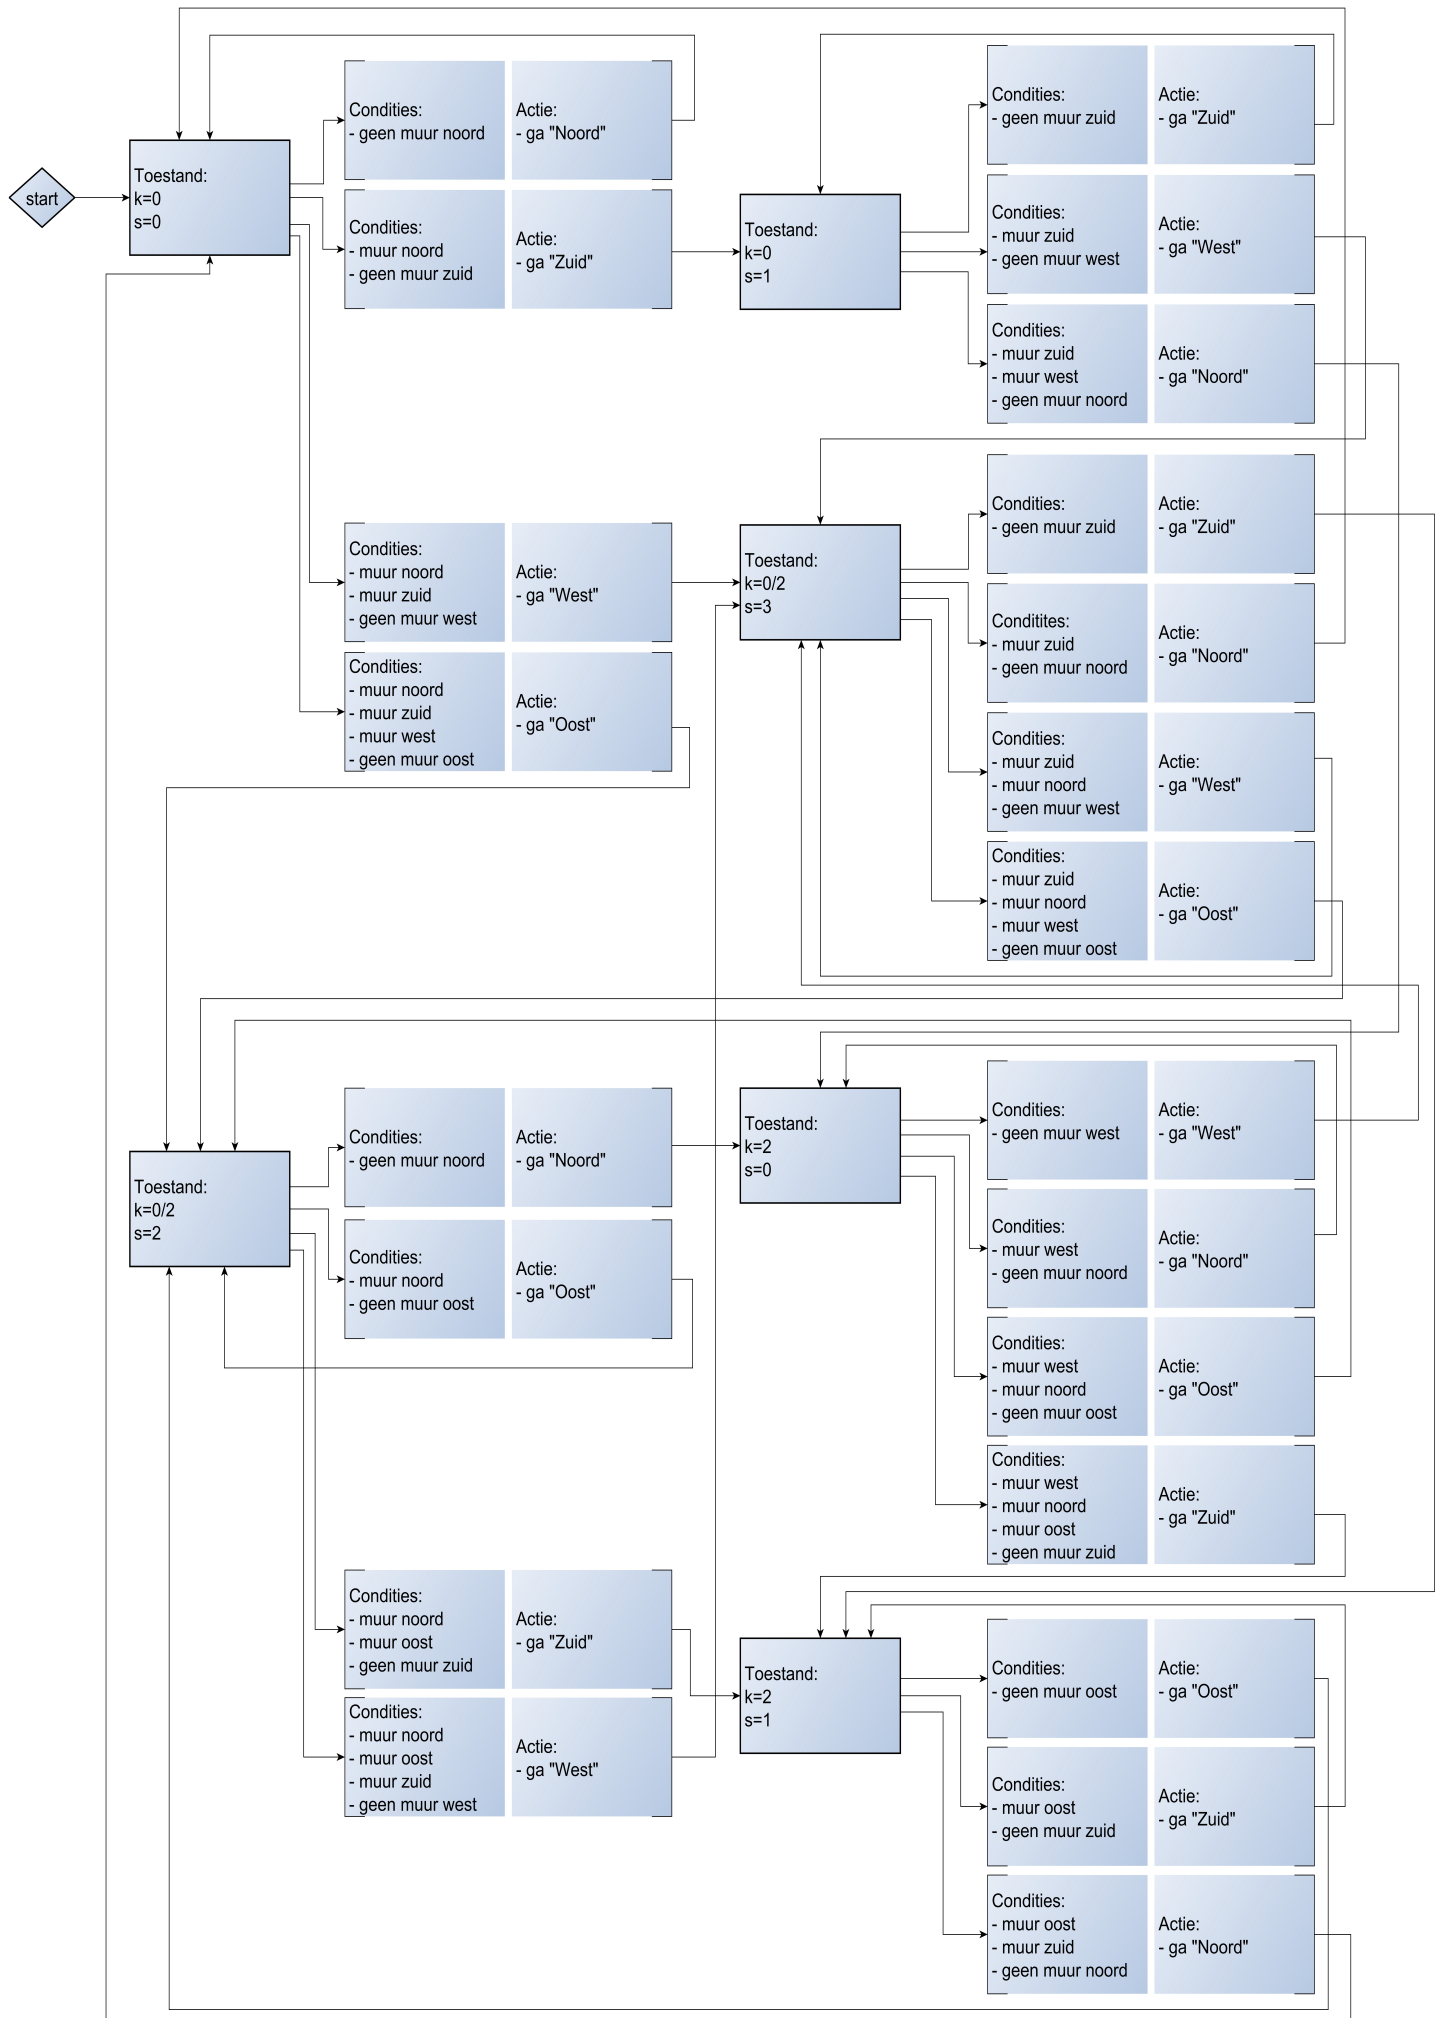 start
Toestand:
k=0
s=0
Condities:
- geen muur noord
Actie:
- ga "Noord"
Condities:
- muur noord
- geen muur zuid
Actie:
- ga "Zuid"
Toestand:
k=0
s=1
Condities:
- geen muur zuid
Actie:
- ga "Zuid"
Condities:
- muur zuid
- geen muur west
Actie:
- ga "West"
Condities:
- muur zuid
- muur west
- geen muur noord
Actie:
- ga "Noord"
Condities:
- muur noord
- muur zuid
- geen muur west
Actie:
- ga "West"
Condities:
- muur noord
- muur zuid
- muur west
- geen muur oost
Actie:
- ga "Oost"
Toestand:
k=0/2
s=3
Condities:
- geen muur zuid
Actie:
- ga "Zuid"
Conditites:
- muur zuid
- geen muur noord
Actie:
- ga "Noord"
Condities:
- muur zuid
- muur noord
- geen muur west
Actie:
- ga "West"
Condities:
- muur zuid
- muur noord
- muur west
- geen muur oost
Actie:
- ga "Oost"
Toestand:
k=0/2
s=2
Condities:
- geen muur noord
Actie:
- ga "Noord"
Condities:
- muur noord
- geen muur oost
Actie:
- ga "Oost"
Toestand:
k=2
s=0
Condities:
- geen muur west
Actie:
- ga "West"
Condities:
- muur west
- geen muur noord
Actie:
- ga "Noord"
Condities:
- muur west
- muur noord
- geen muur oost
Actie:
- ga "Oost"
Condities:
- muur west
- muur noord
- muur oost
- geen muur zuid
Actie:
- ga "Zuid"
Condities:
- muur noord
- muur oost
- geen muur zuid
Actie:
- ga "Zuid"
Condities:
- muur noord
- muur oost
- muur zuid
- geen muur west
Actie:
- ga "West"
Toestand:
k=2
s=1
Condities:
- geen muur oost
Actie:
- ga "Oost"
Condities:
- muur oost
- geen muur zuid
Actie:
- ga "Zuid"
Condities:
- muur oost
- muur zuid
- geen muur noord
Actie:
- ga "Noord"